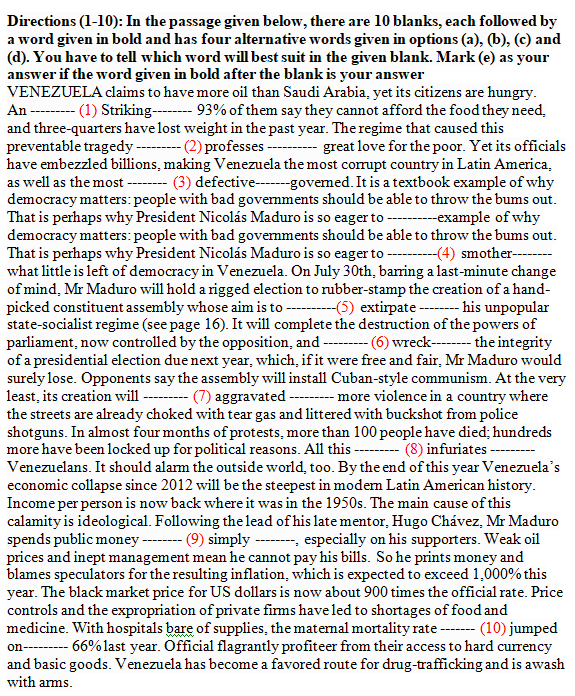 Directions (1-10): In the passage given below, there are 10 blanks, each followed by
a word given in bold and has four alternative words given in options (a), (b), (c) and
(d). You have to tell which word will best suit in the given blank. Mark (e) as your
answer if the word given in bold after the blank is your answer
VENEZUELA claims to have more oil than Saudi Arabia, yet its citizens are hungry.
An --------- (1) Striking-------- 93% of them say they cannot afford the food they need,
and three-quarters have lost weight in the past year. The regime that caused this
preventable tragedy --------- (2) professes ---------- great love for the poor. Yet its officials
have embezzled billions, making Venezuela the most corrupt country in Latin America,
as well as the most -------- (3) defective-------governed. It is a textbook example of why
democracy matters: people with bad governments should be able to throw the bums out.
That is perhaps why President Nicolás Maduro is so eager to ----------example of why
democracy matters: people with bad governments should be able to throw the bums out.
That is perhaps why President Nicolás Maduro is so eager to ----------(4) smother--------
what little is left of democracy in Venezuela. On July 30th, barring a last-minute change
of mind, Mr Maduro will hold a rigged election to rubber-stamp the creation of a hand-
picked constituent assembly whose aim is to ----------(5) extirpate -------- his unpopular
state-socialist regime (see page 16). It will complete the destruction of the powers of
parliament, now controlled by the opposition, and --------- (6) wreck-------- the integrity
of a presidential election due next year, which, if it were free and fair, Mr Maduro would
surely lose. Opponents say the assembly will install Cuban-style communism. At the very
least, its creation will --------- (7) aggravated --------- more violence in a country where
the streets are already choked with tear gas and littered with buckshot from police
shotguns. In almost four months of protests, more than 100 people have died; hundreds
more have been locked up for political reasons. All this --------- (8) infuriates ---------
Venezuelans. It should alarm the outside world, too. By the end of this year Venezuela's
economic collapse since 2012 will be the steepest in modern Latin American history.
Income per person is now back where it was in the 1950s. The main cause of this
calamity is ideological. Following the lead of his late mentor, Hugo Chávez, Mr Maduro
spends public money -------- (9) simply --------, especially on his supporters. Weak oil
prices and inept management mean he cannot pay his bills. So he prints money and
blames speculators for the resulting inflation, which is expected to exceed 1,000% this
year. The black market price for US dollars is now about 900 times the official rate. Price
controls and the expropriation of private firms have led to shortages of food and
medicine. With hospitals bare of supplies, the maternal mortality rate ------- (10) jumped
on--------- 66% last year. Official flagrantly profiteer from their access to hard currency
and basic goods. Venezuela has become a favored route for drug-trafficking and is awash
with arms.